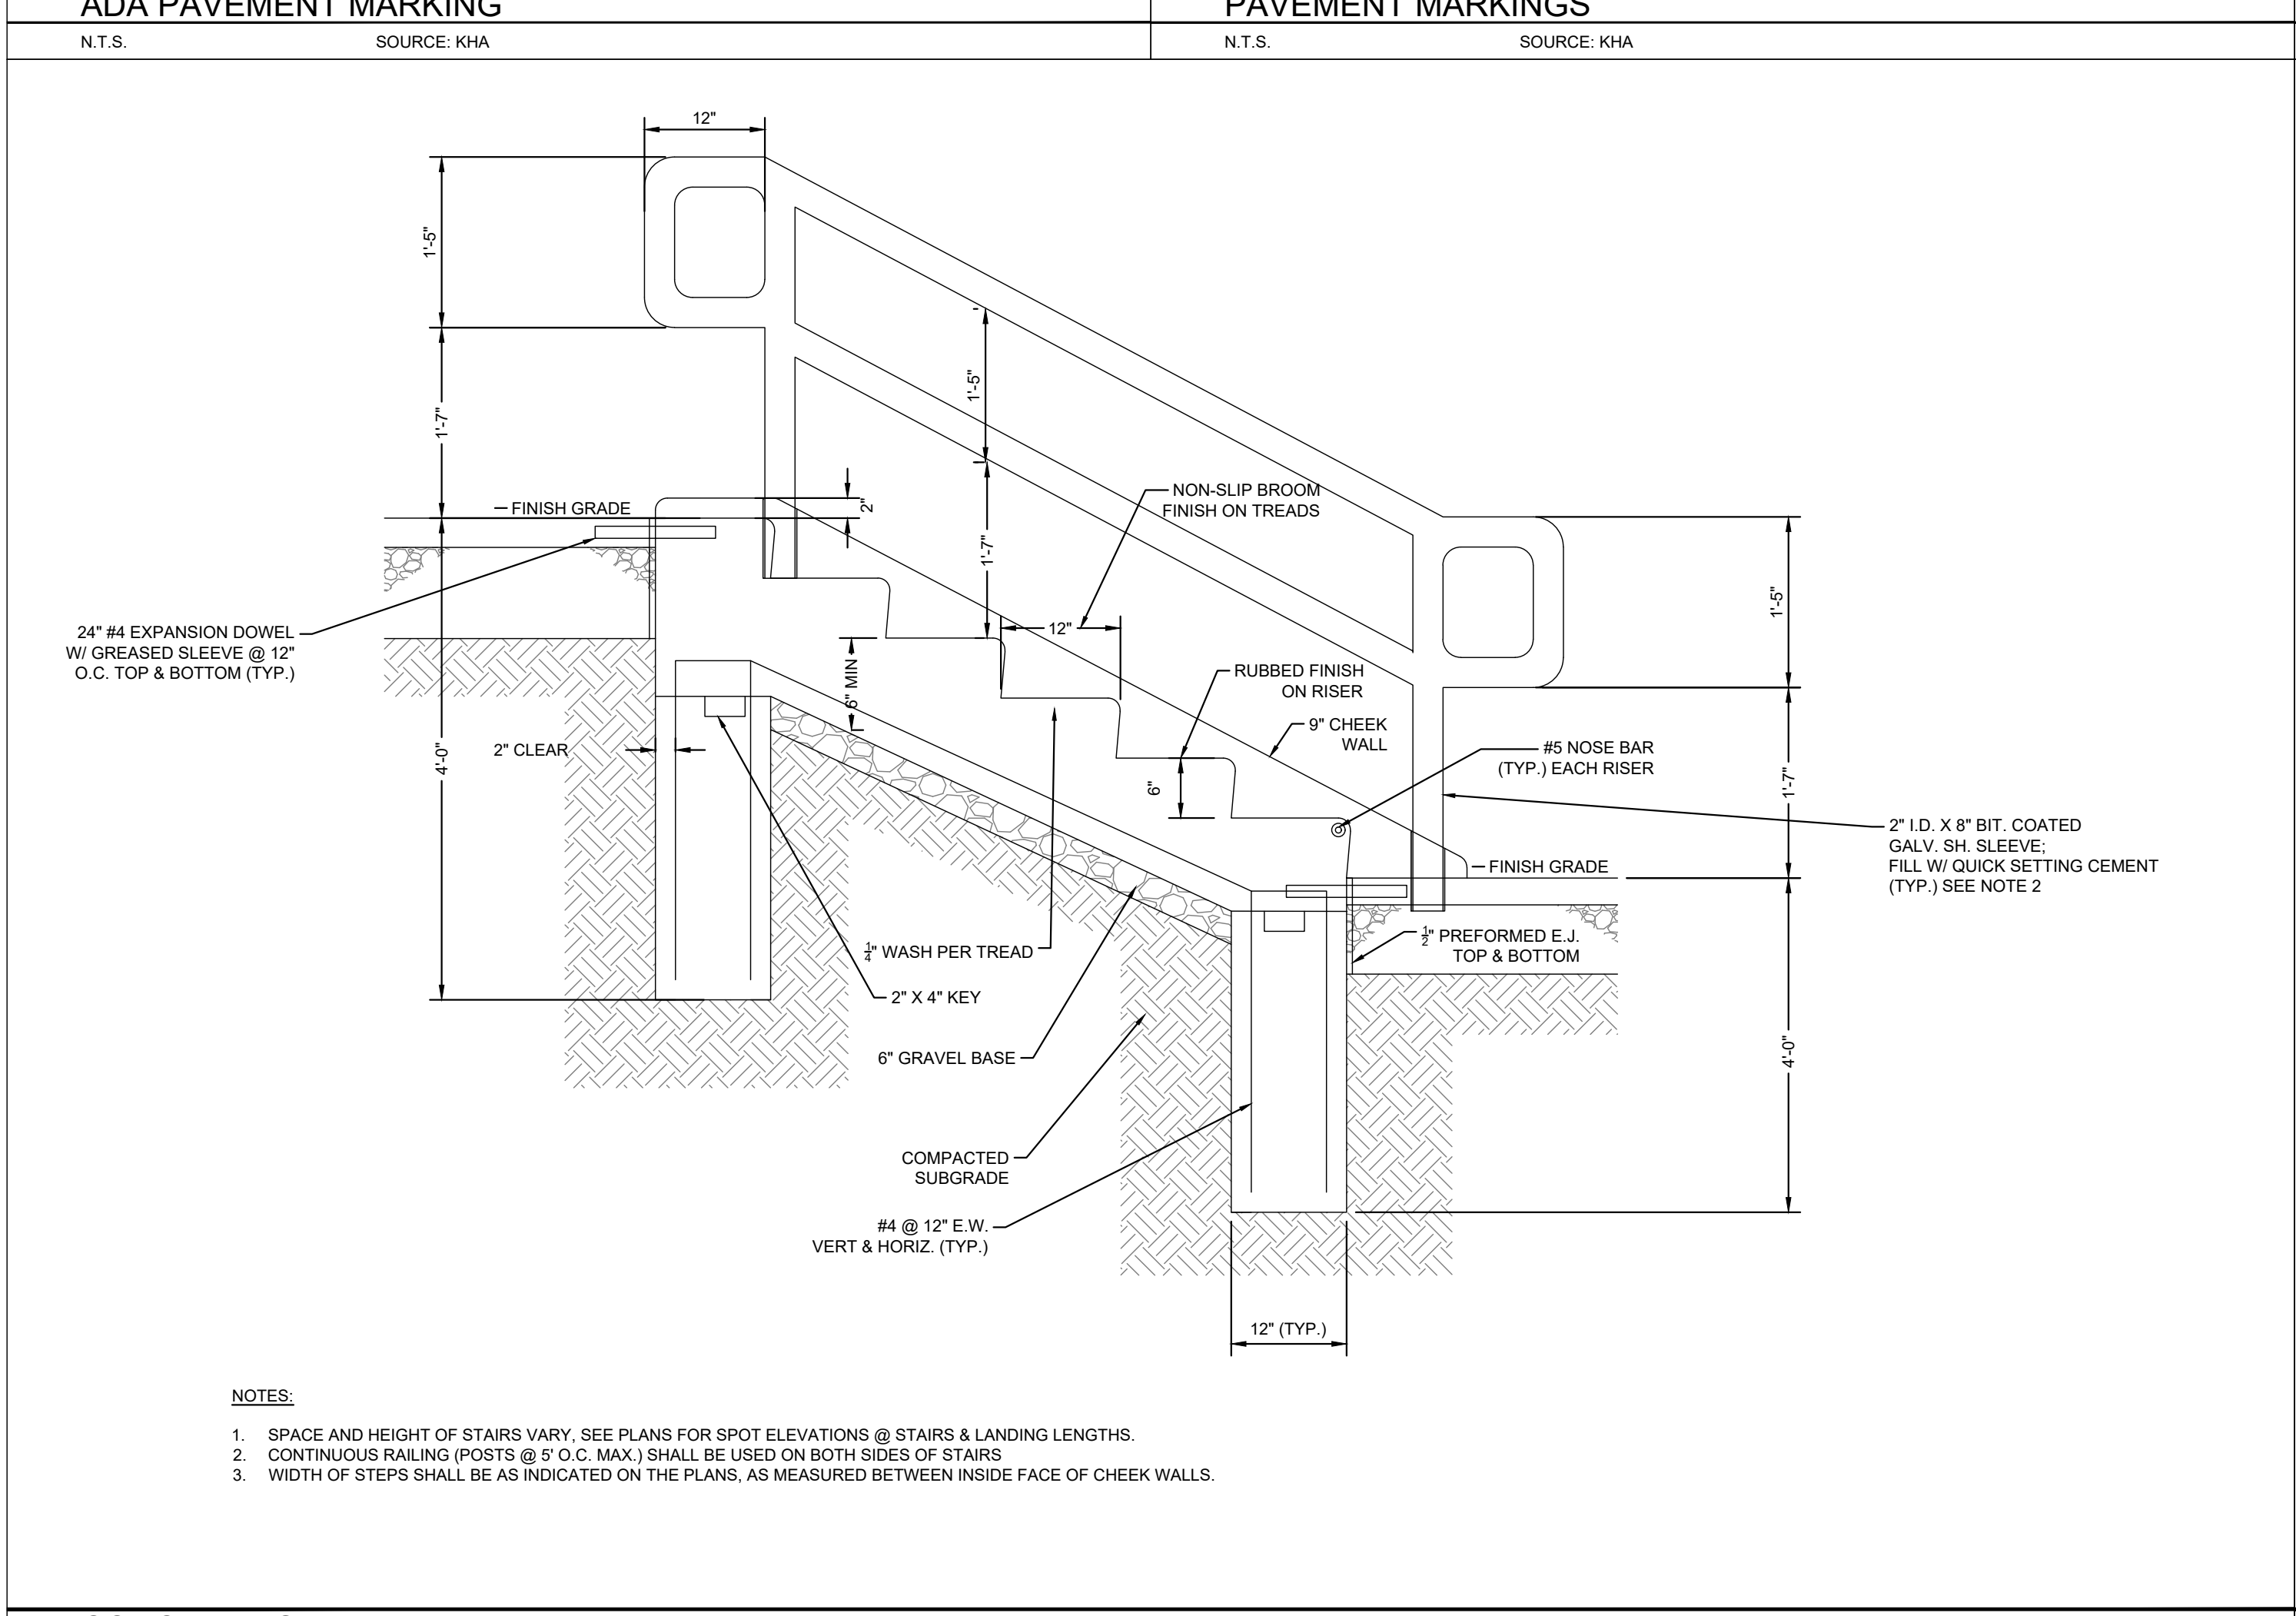 ADA PAVEMENT MARKING
PAVEMENT MARKINGS
N.T.S.
SOURCE: KHA
N.T.S.
SOURCE: KHA
12"
1'-5"
1'-7"
4'-0"
FINISH GRADE
2"
1'-5"
1'-7"
NON-SLIP BROOM
FINISH ON TREADS
12"
24" #4 EXPANSION DOWEL
W/ GREASED SLEEVE @ 12"
O.C. TOP & BOTTOM (TYP.)
6" MIN
2" CLEAR
RUBBED FINISH
ON RISER
9" CHEEK
WALL
6"
#5 NOSE BAR
(TYP.) EACH RISER
1'-5"
1'-7"
4'-0"
2" I.D. X 8" BIT. COATED
GALV. SH. SLEEVE;
FILL W/ QUICK SETTING CEMENT
(TYP.) SEE NOTE 2
FINISH GRADE
1/2" PREFORMED E.J.
TOP & BOTTOM
1/4" WASH PER TREAD
2" X 4" KEY
6" GRAVEL BASE
COMPACTED
SUBGRADE
#4 @ 12" E.W.
VERT & HORIZ. (TYP.)
12" (TYP.)
NOTES:
1. SPACE AND HEIGHT OF STAIRS VARY, SEE PLANS FOR SPOT ELEVATIONS @ STAIRS & LANDING LENGTHS.
2. CONTINUOUS RAILING (POSTS @ 5' O.C. MAX.) SHALL BE USED ON BOTH SIDES OF STAIRS
3. WIDTH OF STEPS SHALL BE AS INDICATED ON THE PLANS, AS MEASURED BETWEEN INSIDE FACE OF CHEEK WALLS.